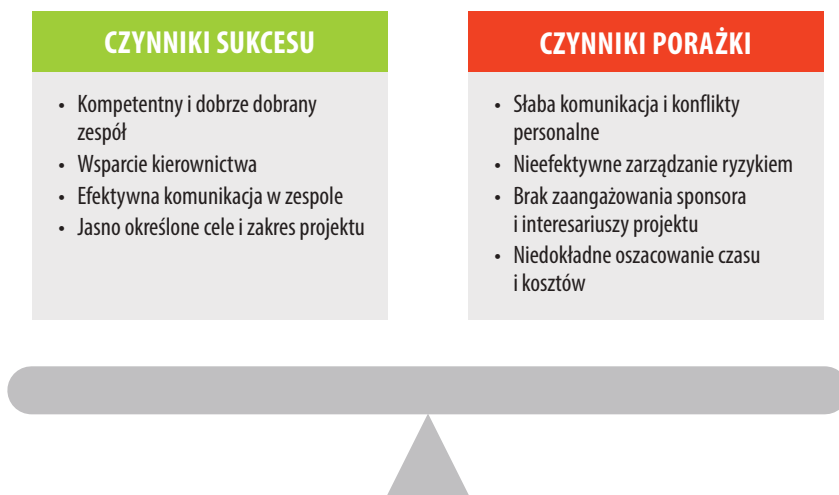 CZYNNIKI SUKCESU
• Kompetentny i dobrze dobrany
zespół
• Wsparcie kierownictwa
• Efektywna komunikacja w zespole
• Jasno określone cele i zakres projektu
CZYNNIKI PORAŻKI
• Słaba komunikacja i konflikty
personalne
• Nieefektywne zarządzanie ryzykiem
• Brak zaangażowania sponsora
i interesariuszy projektu
• Niedokładne oszacowanie czasu
i kosztów